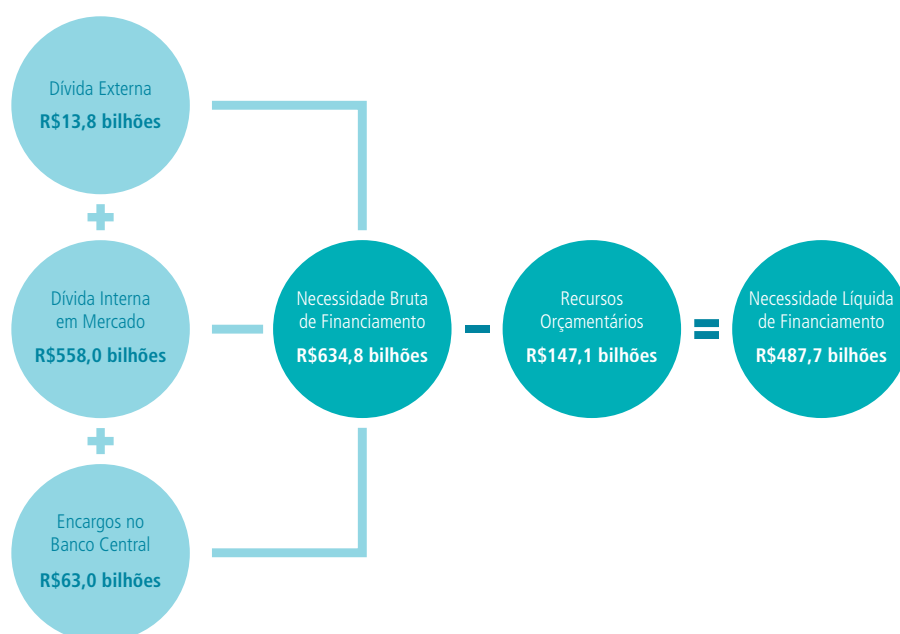 Dívida Externa
R$13,8 bilhões
Dívida Interna
em Mercado
R$558,0 bilhões
Encargos no
Banco Central
R$63,0 bilhões
Necessidade Bruta
de Financiamento
R$634,8 bilhões
Recursos
Orçamentários
R$147,1 bilhões
Necessidade Líquida
de Financiamento
R$487,7 bilhões